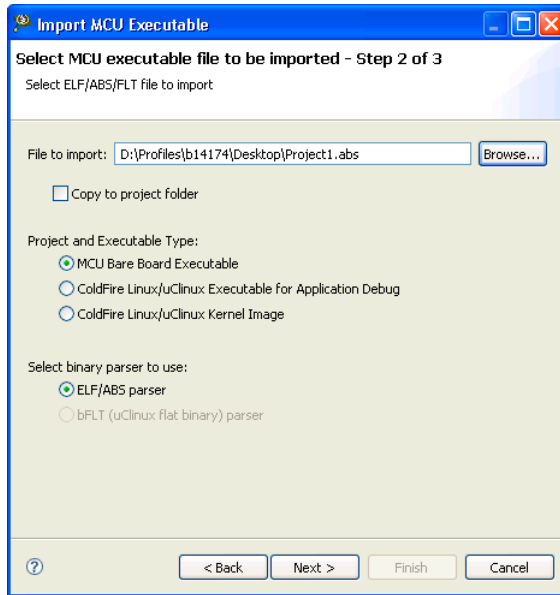 Import MCU Executable
Select MCU executable file to be imported - Step 2 of 3
Select ELF/ABS/FLT file to import
File to import: D:\Profiles\b14174\Desktop\Project1.abs Browse...
Copy to project folder
Project and Executable Type:
MCU Bare Board Executable
ColdFire Linux/uClinux Executable for Application Debug
ColdFire Linux/uClinux Kernel Image
Select binary parser to use:
ELF/ABS parser
bFLT (uClinux flat binary) parser
? < Back Next > Finish Cancel